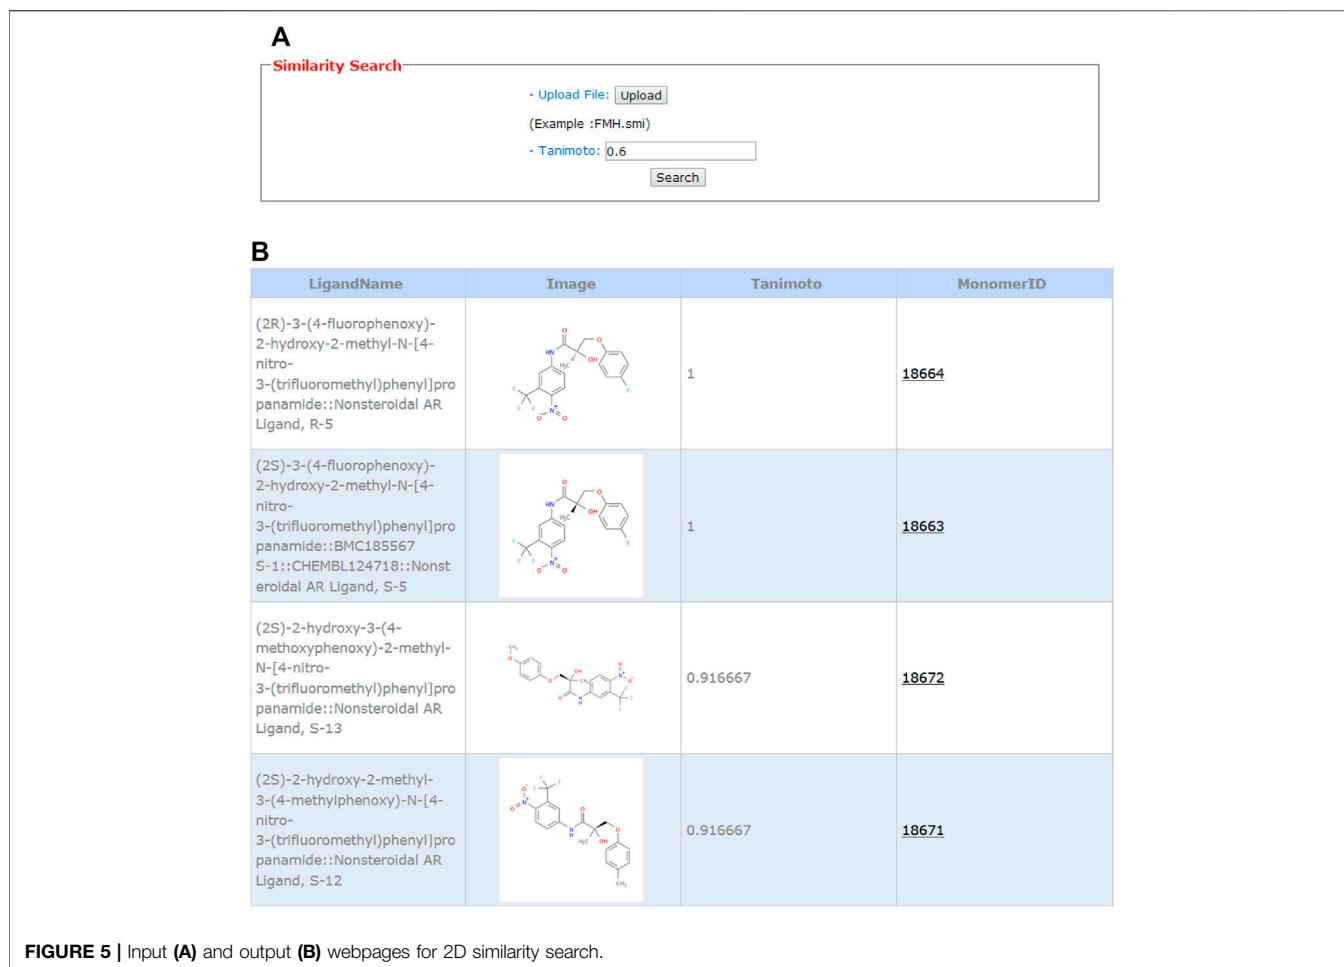 A
Similarity Search
· Upload File: Upload
(Example :FMH.smi)
· Tanimoto: 0.6
Search
B
LigandName Image Tanimoto MonomerID
(2R)-3-(4-fluorophenoxy)-
2-hydroxy-2-methyl-N-[4-
nitro-
3-(trifluoromethyl)phenyl]pro
panamide::Nonsteroidal AR
Ligand, R-5
1
18664
(2S)-3-(4-fluorophenoxy)-
2-hydroxy-2-methyl-N-[4-
nitro-
3-(trifluoromethyl)phenyl]pro
panamide::BMC185567
S-1::CHEMBL124718::Nonst
eroidal AR Ligand, S-5
1
18663
(2S)-2-hydroxy-3-(4-
methoxyphenoxy)-2-methyl-
N-[4-nitro-
3-(trifluoromethyl)phenyl]pro
panamide::Nonsteroidal AR
Ligand, S-13
0.916667
18672
(2S)-2-hydroxy-2-methyl-
3-(4-methylphenoxy)-N-[4-
nitro-
3-(trifluoromethyl)phenyl]pro
panamide::Nonsteroidal AR
Ligand, S-12
0.916667
18671
FIGURE 5 | Input (A) and output (B) webpages for 2D similarity search.